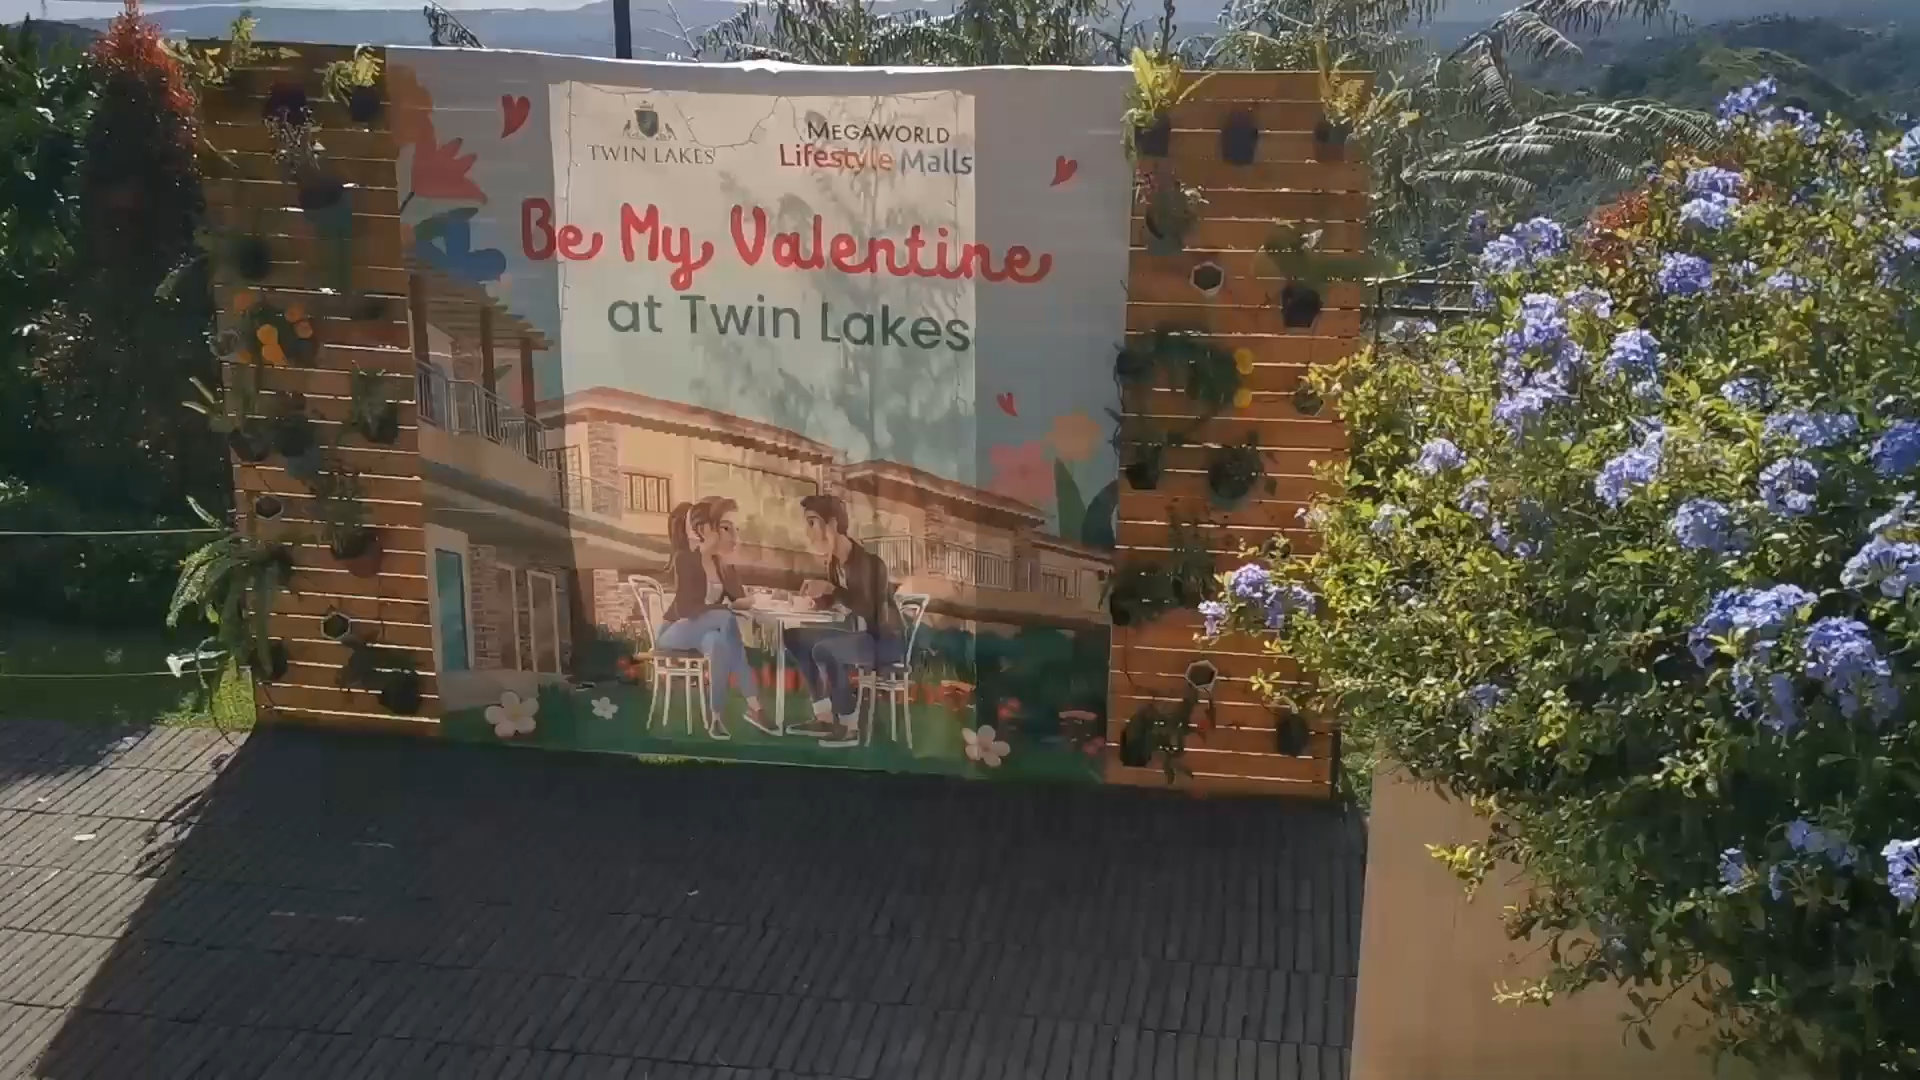 TWIN LAKES
MEGAWORLD
Lifestyle Malls
Be My Valentine
at Twin Lakes